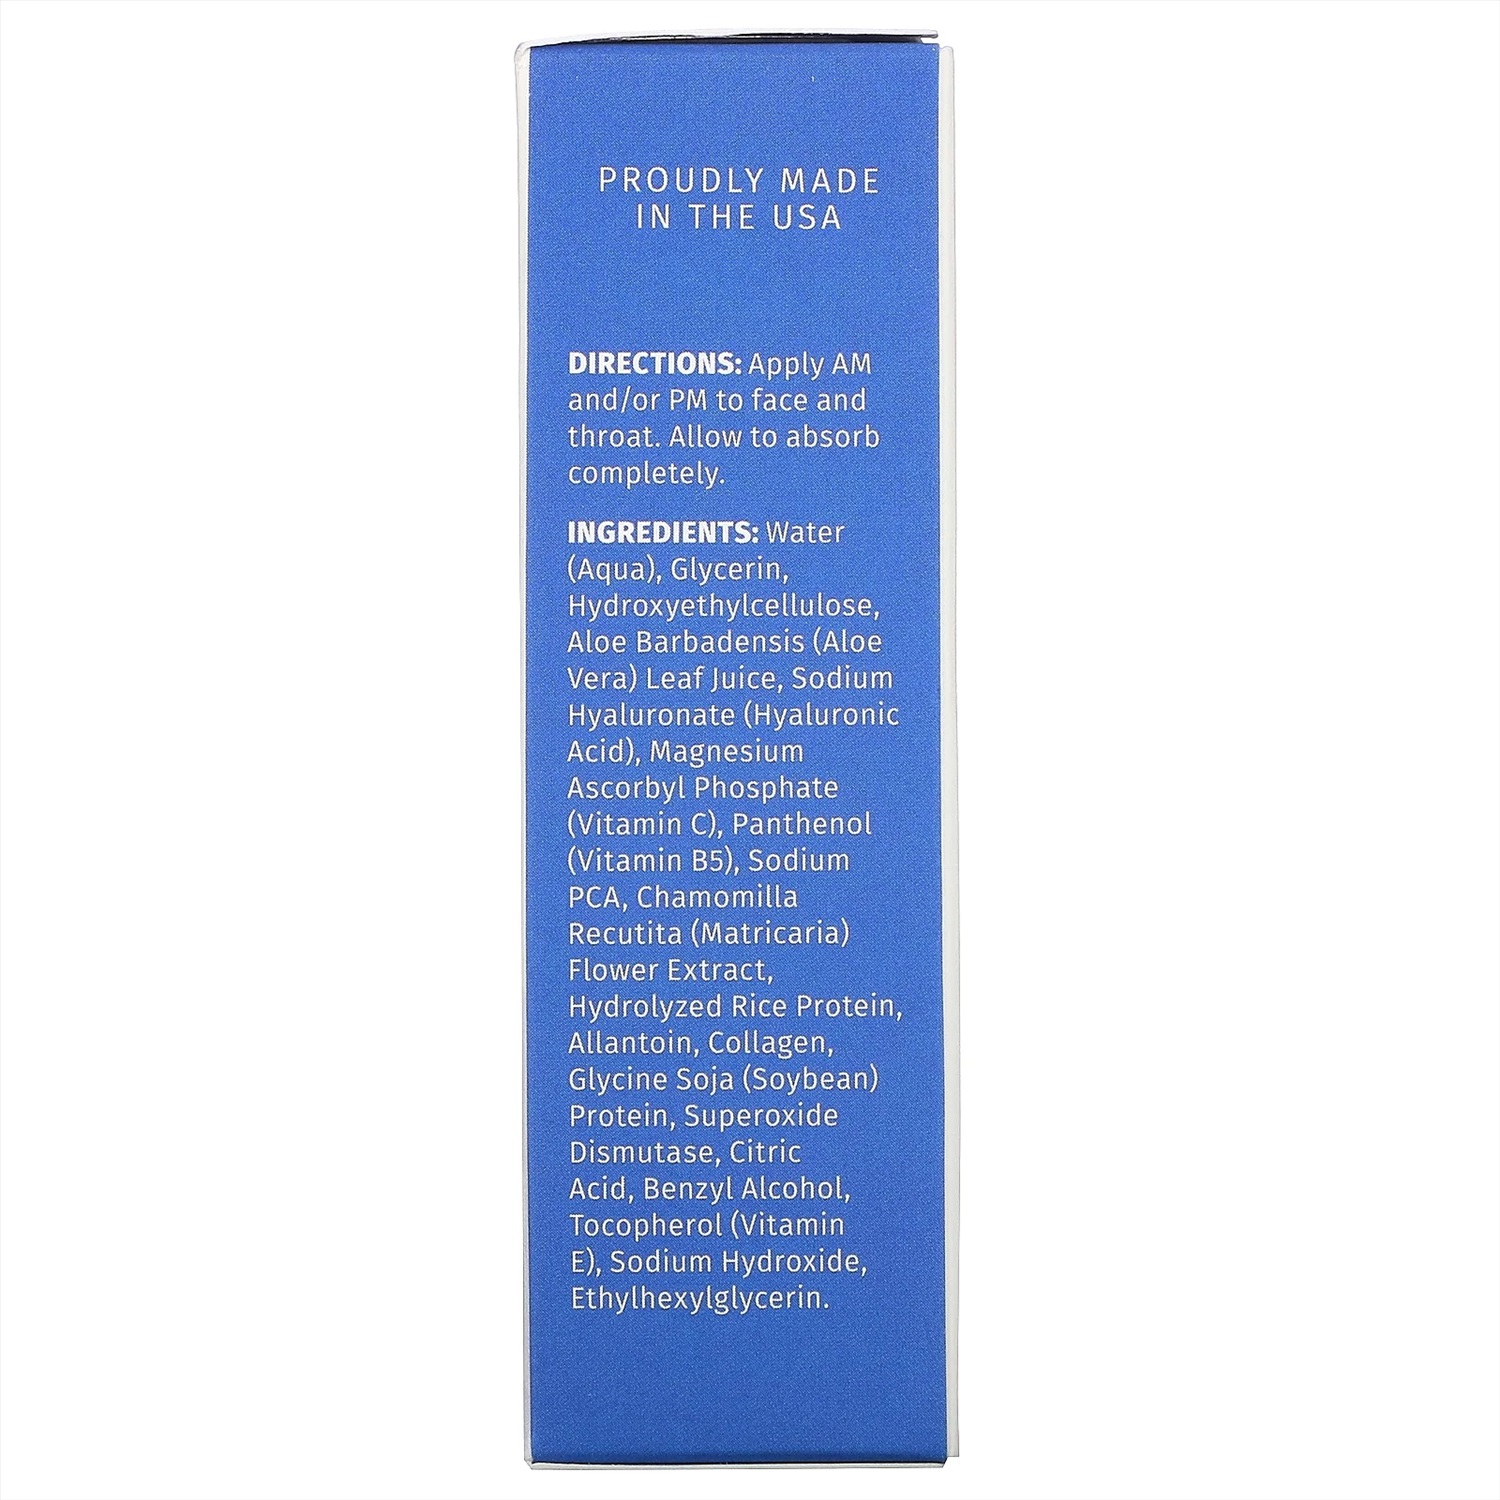 PROUDLY MADE
IN THE USA
DIRECTIONS: Apply AM
and/or PM to face and
throat. Allow to absorb
completely.
INGREDIENTS: Water
(Aqua), Glycerin,
Hydroxyethylcellulose,
Aloe Barbadensis (Aloe
Vera) Leaf Juice, Sodium
Hyaluronate (Hyaluronic
Acid), Magnesium
Ascorbyl Phosphate
(Vitamin C), Panthenol
(Vitamin B5), Sodium
PCA, Chamomilla
Recutita (Matricaria)
Flower Extract,
Hydrolyzed Rice Protein,
Allantoin, Collagen,
Glycine Soja (Soybean)
Protein, Superoxide
Dismutase, Citric
Acid, Benzyl Alcohol,
Tocopherol (Vitamin
E), Sodium Hydroxide,
Ethylhexylglycerin.